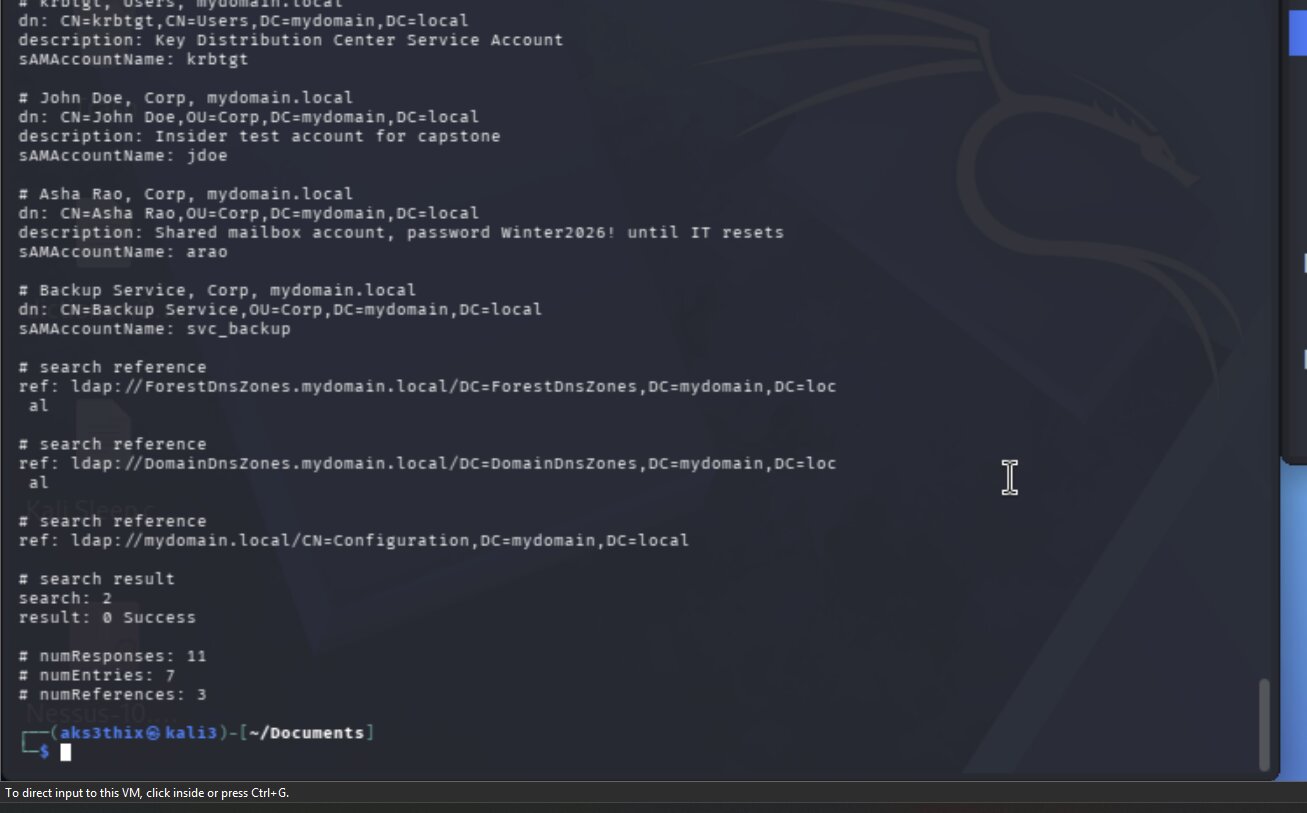 # krbtgt, Users, mydomain.local
dn: CN=krbtgt,CN=Users,DC=mydomain,DC=local
description: Key Distribution Center Service Account
sAMAccountName: krbtgt
# John Doe, Corp, mydomain.local
dn: CN=John Doe,OU=Corp,DC=mydomain,DC=local
description: Insider test account for capstone
sAMAccountName: jdoe
# Asha Rao, Corp, mydomain.local
dn: CN=Asha Rao,OU=Corp,DC=mydomain,DC=local
description: Shared mailbox account, password Winter2026! until IT resets
sAMAccountName: arao
# Backup Service, Corp, mydomain.local
dn: CN=Backup Service,OU=Corp,DC=mydomain,DC=local
sAMAccountName: svc_backup
# search reference
ref: ldap://ForestDnsZones.mydomain.local/DC=ForestDnsZones,DC=mydomain,DC=loc
 al
# search reference
ref: ldap://DomainDnsZones.mydomain.local/DC=DomainDnsZones,DC=mydomain,DC=loc
 al
Kali Sleep
# search reference
ref: ldap://mydomain.local/CN=Configuration,DC=mydomain,DC=local
# search result
search: 2
result: 0 Success
# numResponses: 11
# numEntries: 7
# numReferences: 3
Nessus-10....
┌──(aks3thix㉿kali3)-[~/Documents]
└─$
To direct input to this VM, click inside or press Ctrl+G.